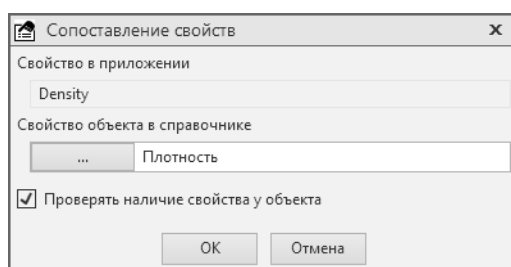 Сопоставление свойств x
Свойство в приложении
Density
Свойство объекта в справочнике
... Плотность
Проверять наличие свойства у объекта
OK Отмена